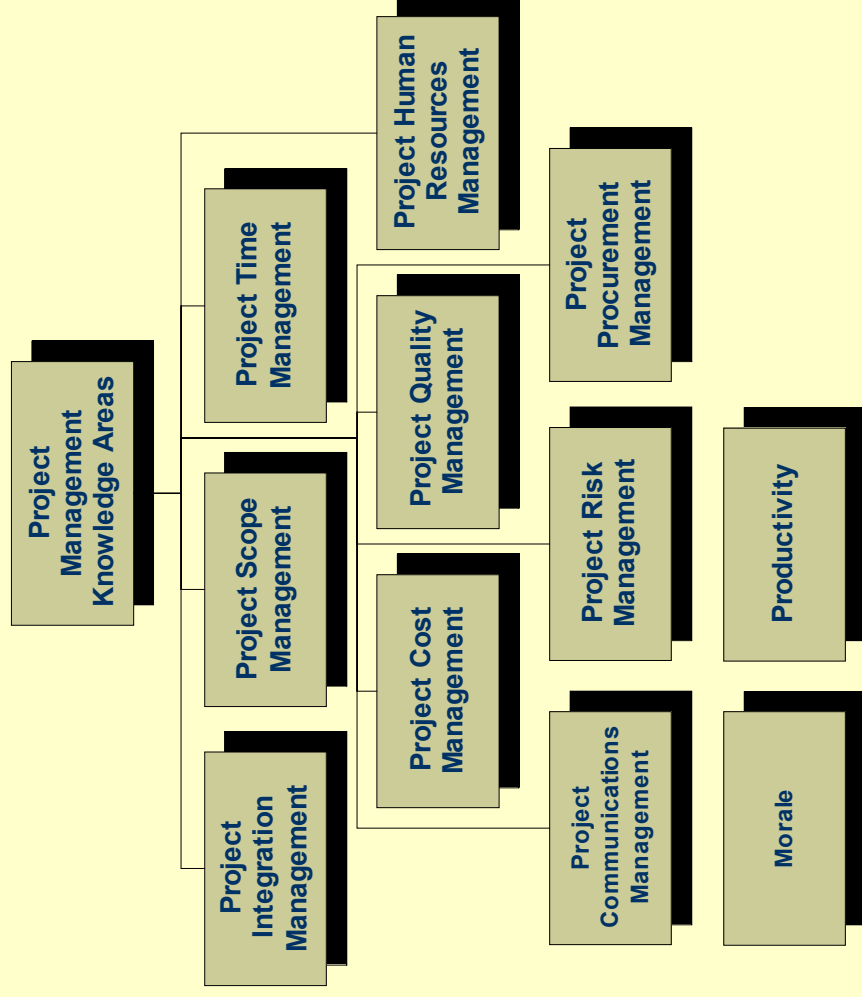 Project
Management
Knowledge Areas
Project
Integration
Management
Project Scope
Management
Project Time
Management
Project Cost
Management
Project Quality
Management
Project Human
Resources
Management
Project
Communications
Management
Project Risk
Management
Project
Procurement
Management
Morale
Productivity